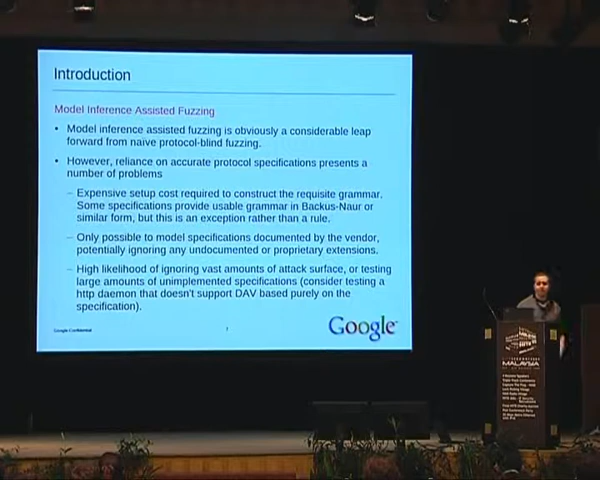 Introduction
Model Inference Assisted Fuzzing
• Model inference assisted fuzzing is obviously a considerable leap
forward from naive protocol-blind fuzzing.
• However, reliance on accurate protocol specifications presents a
number of problems
– Expensive setup cost required to construct the requisite grammar.
Some specifications provide usable grammar in Backus-Naur or
similar form, but this is an exception rather than a rule.
– Only possible to model specifications documented by the vendor,
potentially ignoring any undocumented or proprietary extensions.
– High likelihood of ignoring vast amounts of attack surface, or testing
large amounts of unimplemented specifications (consider testing a
http daemon that doesn't support DAV based purely on the
specification).
Google Confidential
Google
MALAYSIA